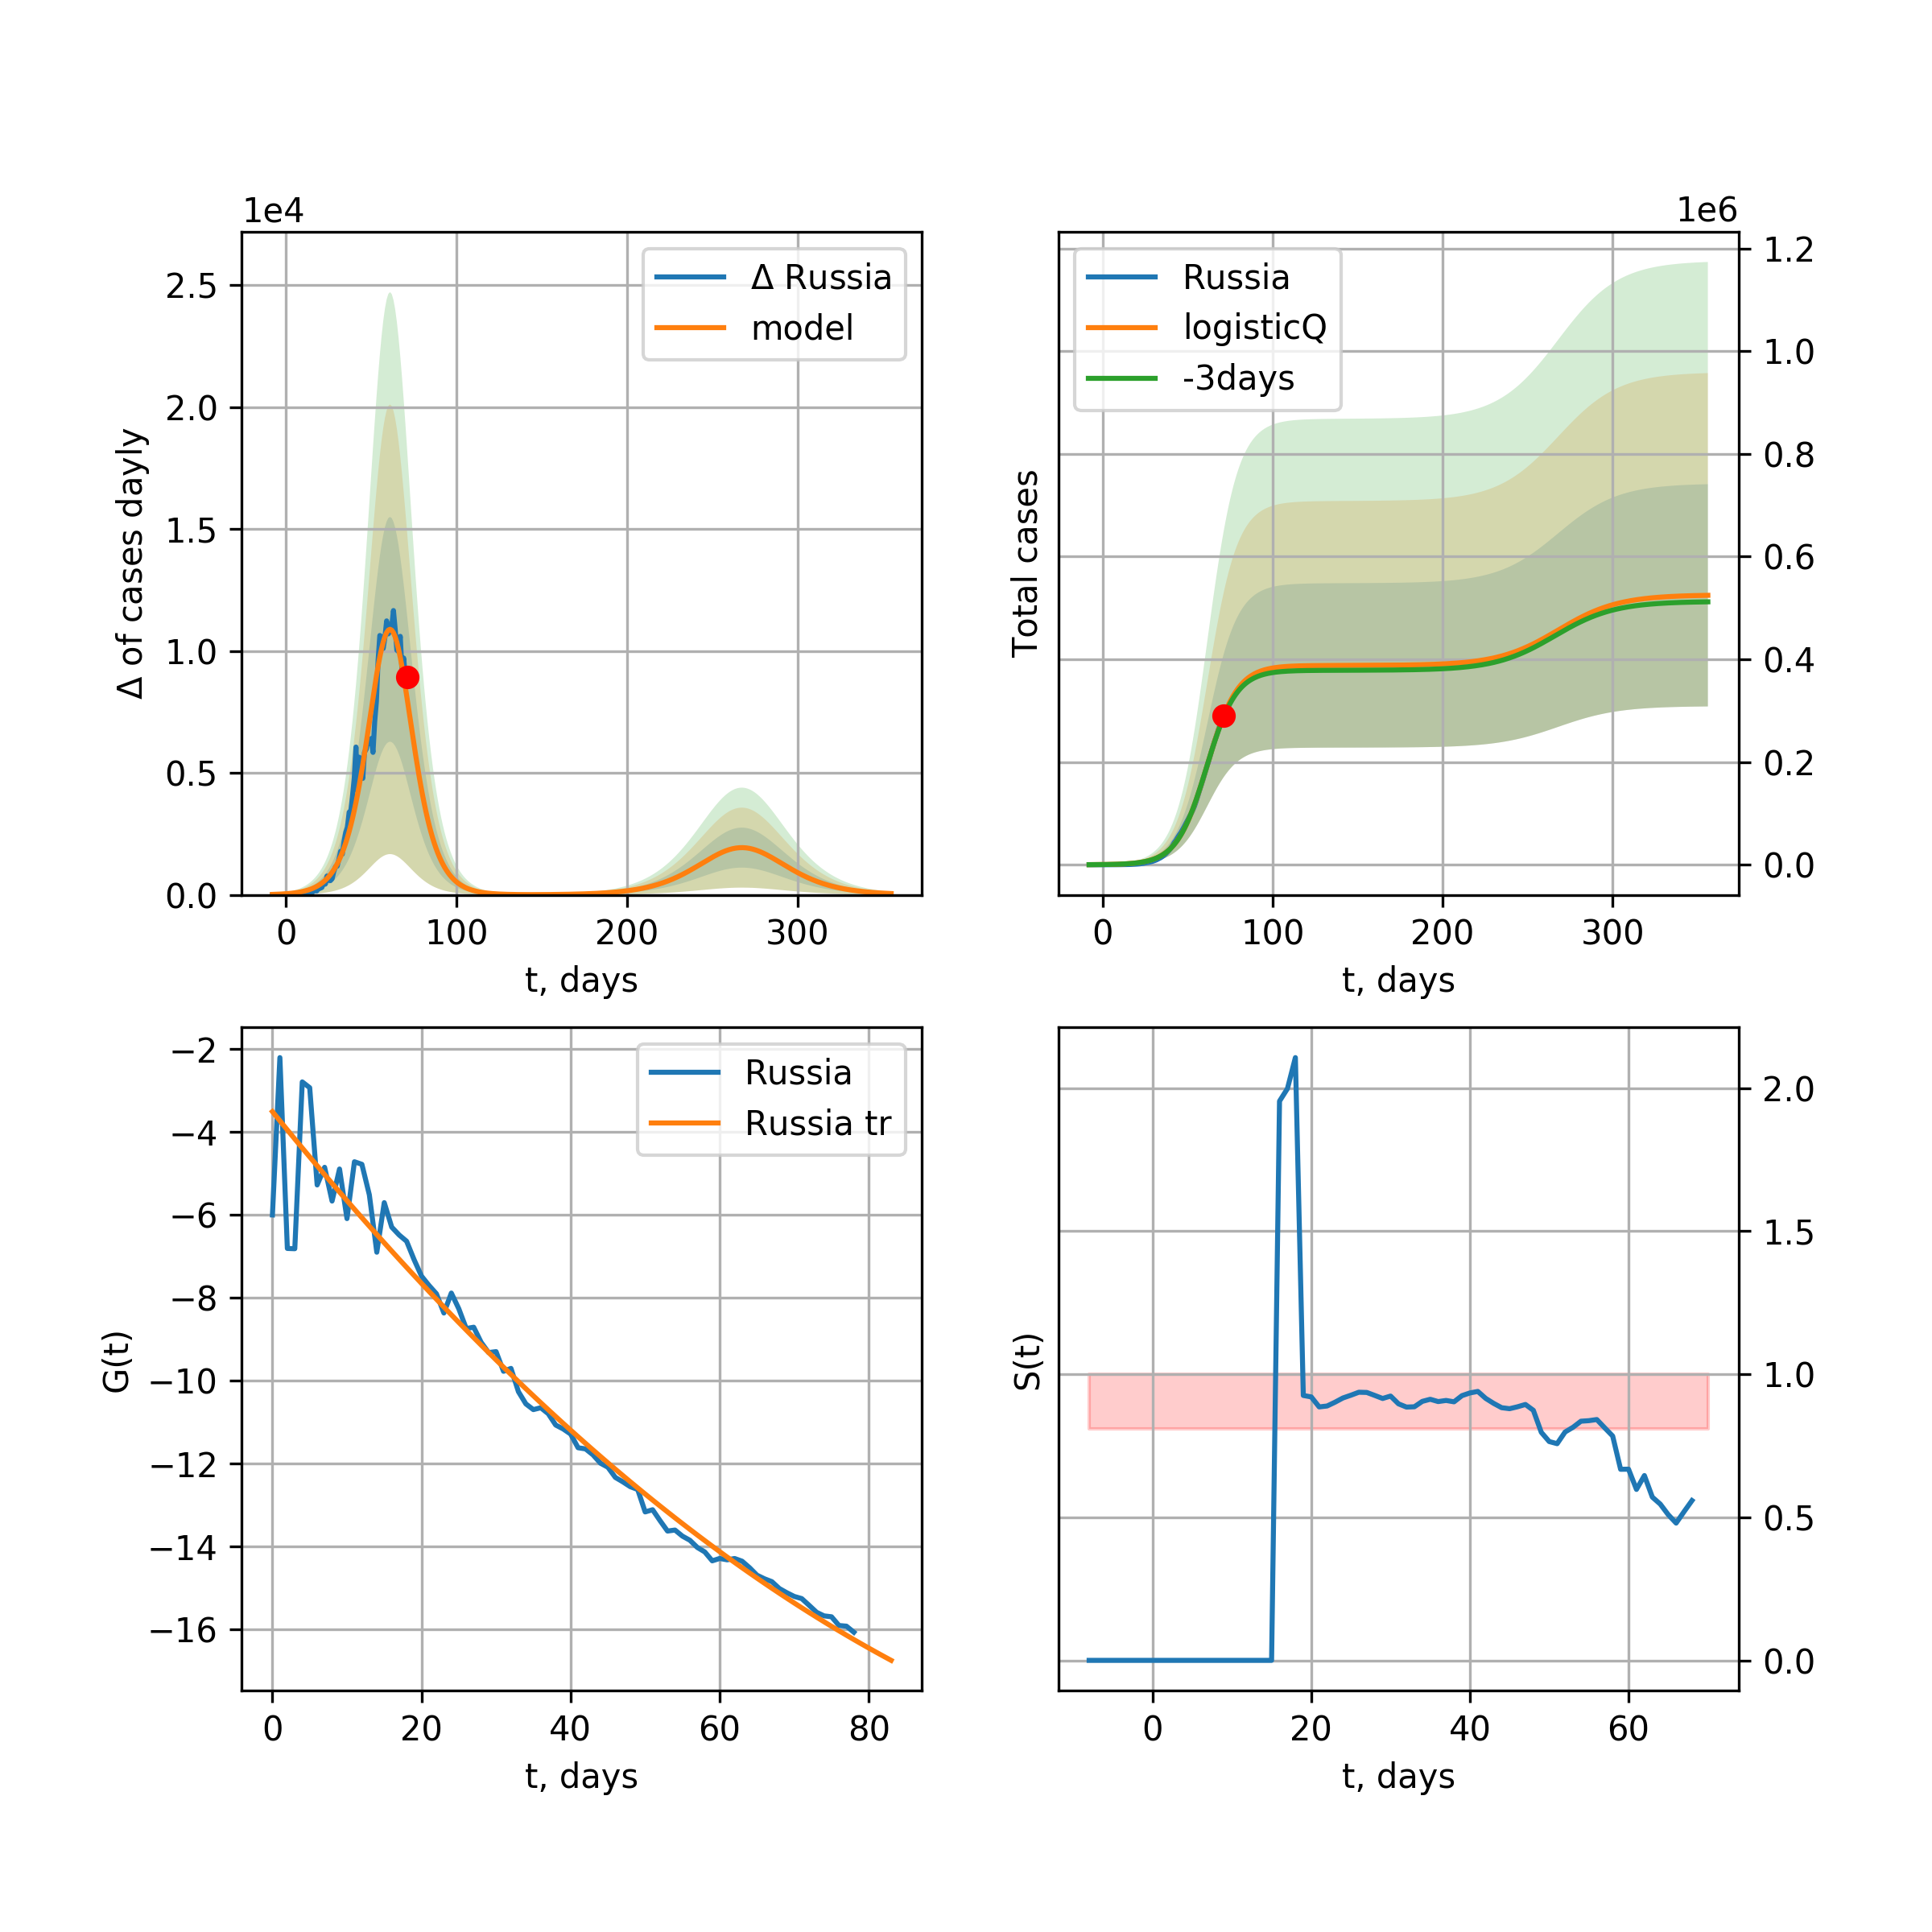 1e4
Δ of cases dayly
2.5
2.0
1.5
1.0
0.5
0.0
0 100 200 300
t, days
Δ Russia
model
1e6
Total cases
1.2
1.0
0.8
0.6
0.4
0.2
0.0
0 100 200 300
t, days
Russia
logisticQ
-3days
G(t)
−2
−4
−6
−8
−10
−12
−14
−16
0 20 40 60 80
t, days
Russia
Russia tr
S(t)
2.0
1.5
1.0
0.5
0.0
0 20 40 60
t, days